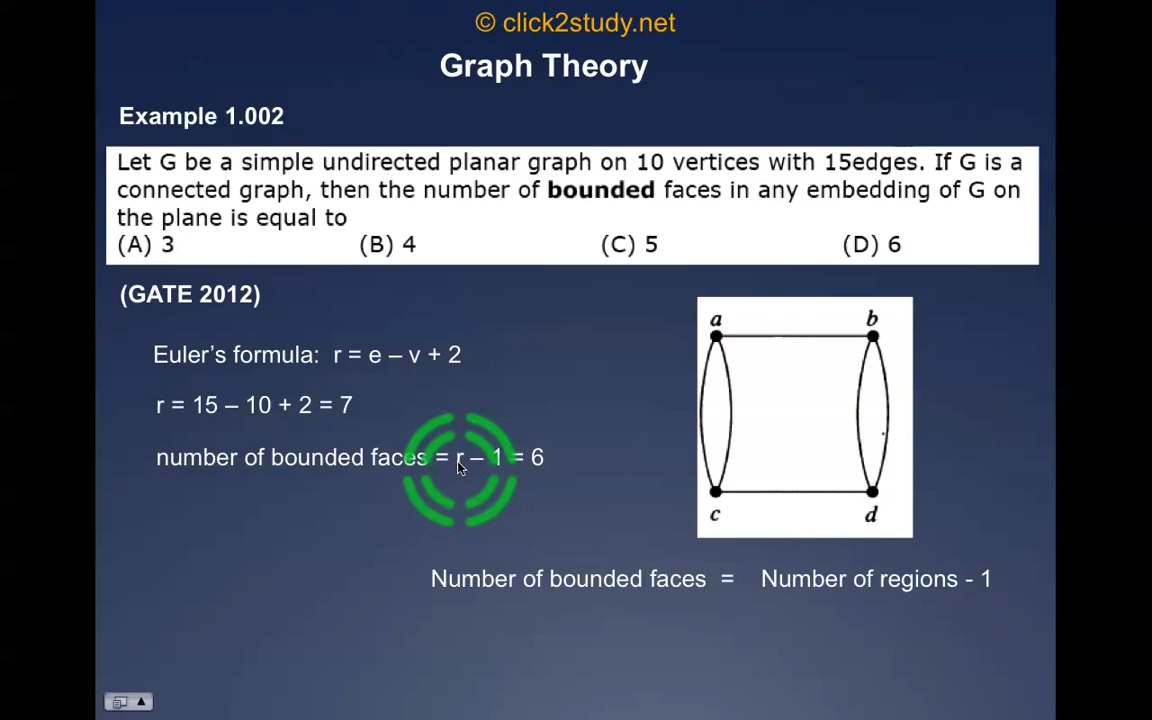 © click2study.net
Graph Theory
Example 1.002
Let G be a simple undirected planar graph on 10 vertices with 15edges. If G is a
connected graph, then the number of bounded faces in any embedding of G on
the plane is equal to
(A) 3 (B) 4 (C) 5 (D) 6
(GATE 2012)
a b
Euler's formula: r = e – v + 2
r = 15 – 10 + 2 = 7
number of bounded faces = r – 1 = 6
c d
Number of bounded faces = Number of regions - 1